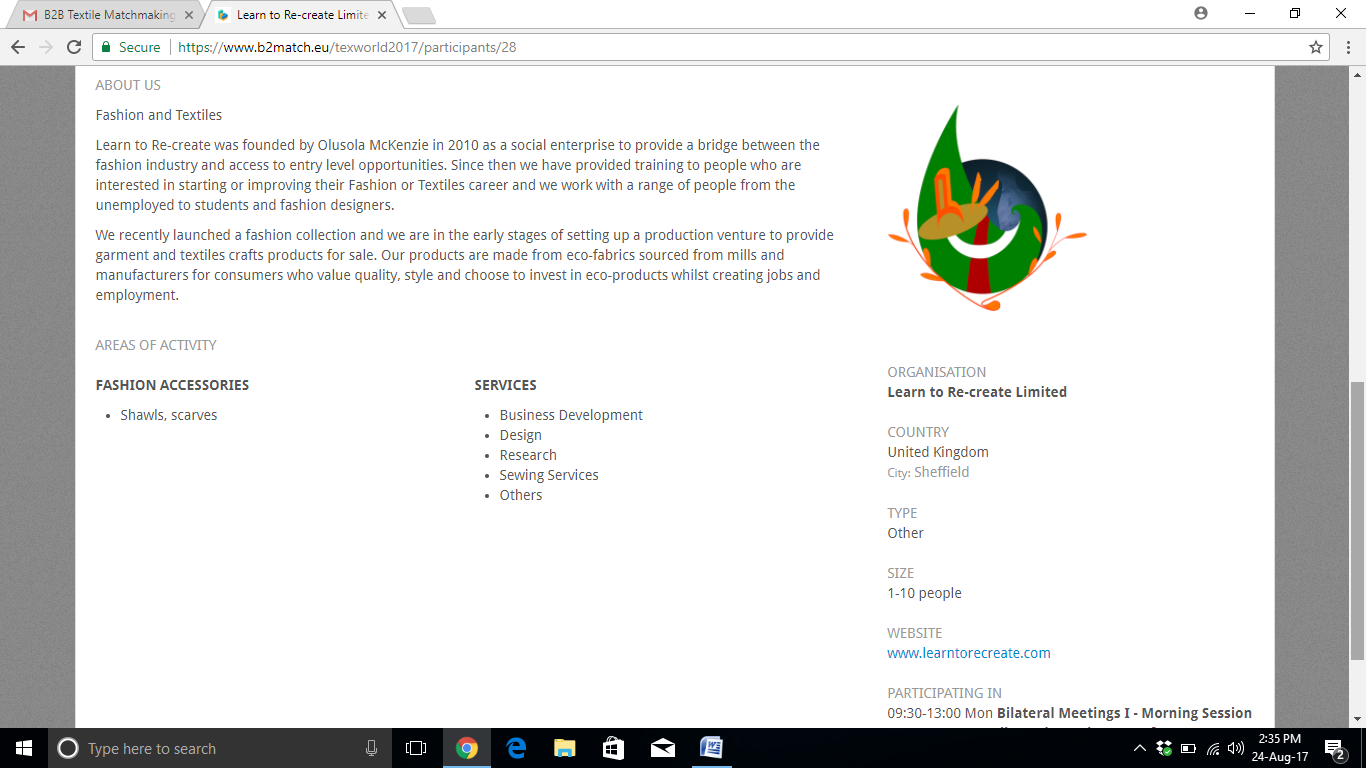 B2B Textile Matchmaking
Learn to Re-create Limite
Secure
https://www.b2match.eu/texworld2017/participants/28
ABOUT US
Fashion and Textiles
Learn to Re-create was founded by Olusola McKenzie in 2010 as a social enterprise to provide a bridge between the
fashion industry and access to entry level opportunities. Since then we have provided training to people who are
interested in starting or improving their Fashion or Textiles career and we work with a range of people from the
unemployed to students and fashion designers.
We recently launched a fashion collection and we are in the early stages of setting up a production venture to provide
garment and textiles crafts products for sale. Our products are made from eco-fabrics sourced from mills and
manufacturers for consumers who value quality, style and choose to invest in eco-products whilst creating jobs and
employment.
AREAS OF ACTIVITY
FASHION ACCESSORIES
• Shawls, scarves
SERVICES
• Business Development
• Design
• Research
• Sewing Services
• Others
ORGANISATION
Learn to Re-create Limited
COUNTRY
United Kingdom
City: Sheffield
TYPE
Other
SIZE
1-10 people
WEBSITE
www.learntorecreate.com
PARTICIPATING IN
09:30-13:00 Mon Bilateral Meetings I - Morning Session
Type here to search
2:35 PM
24-Aug-17
2